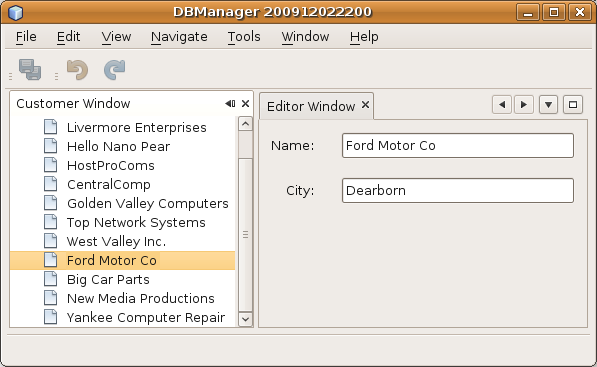 DBManager 200912022200
File Edit View Navigate Tools Window Help
Customer Window
Livermore Enterprises
Hello Nano Pear
HostProComs
CentralComp
Golden Valley Computers
Top Network Systems
West Valley Inc.
Ford Motor Co
Big Car Parts
New Media Productions
Yankee Computer Repair
Editor Window
Name: Ford Motor Co
City: Dearborn